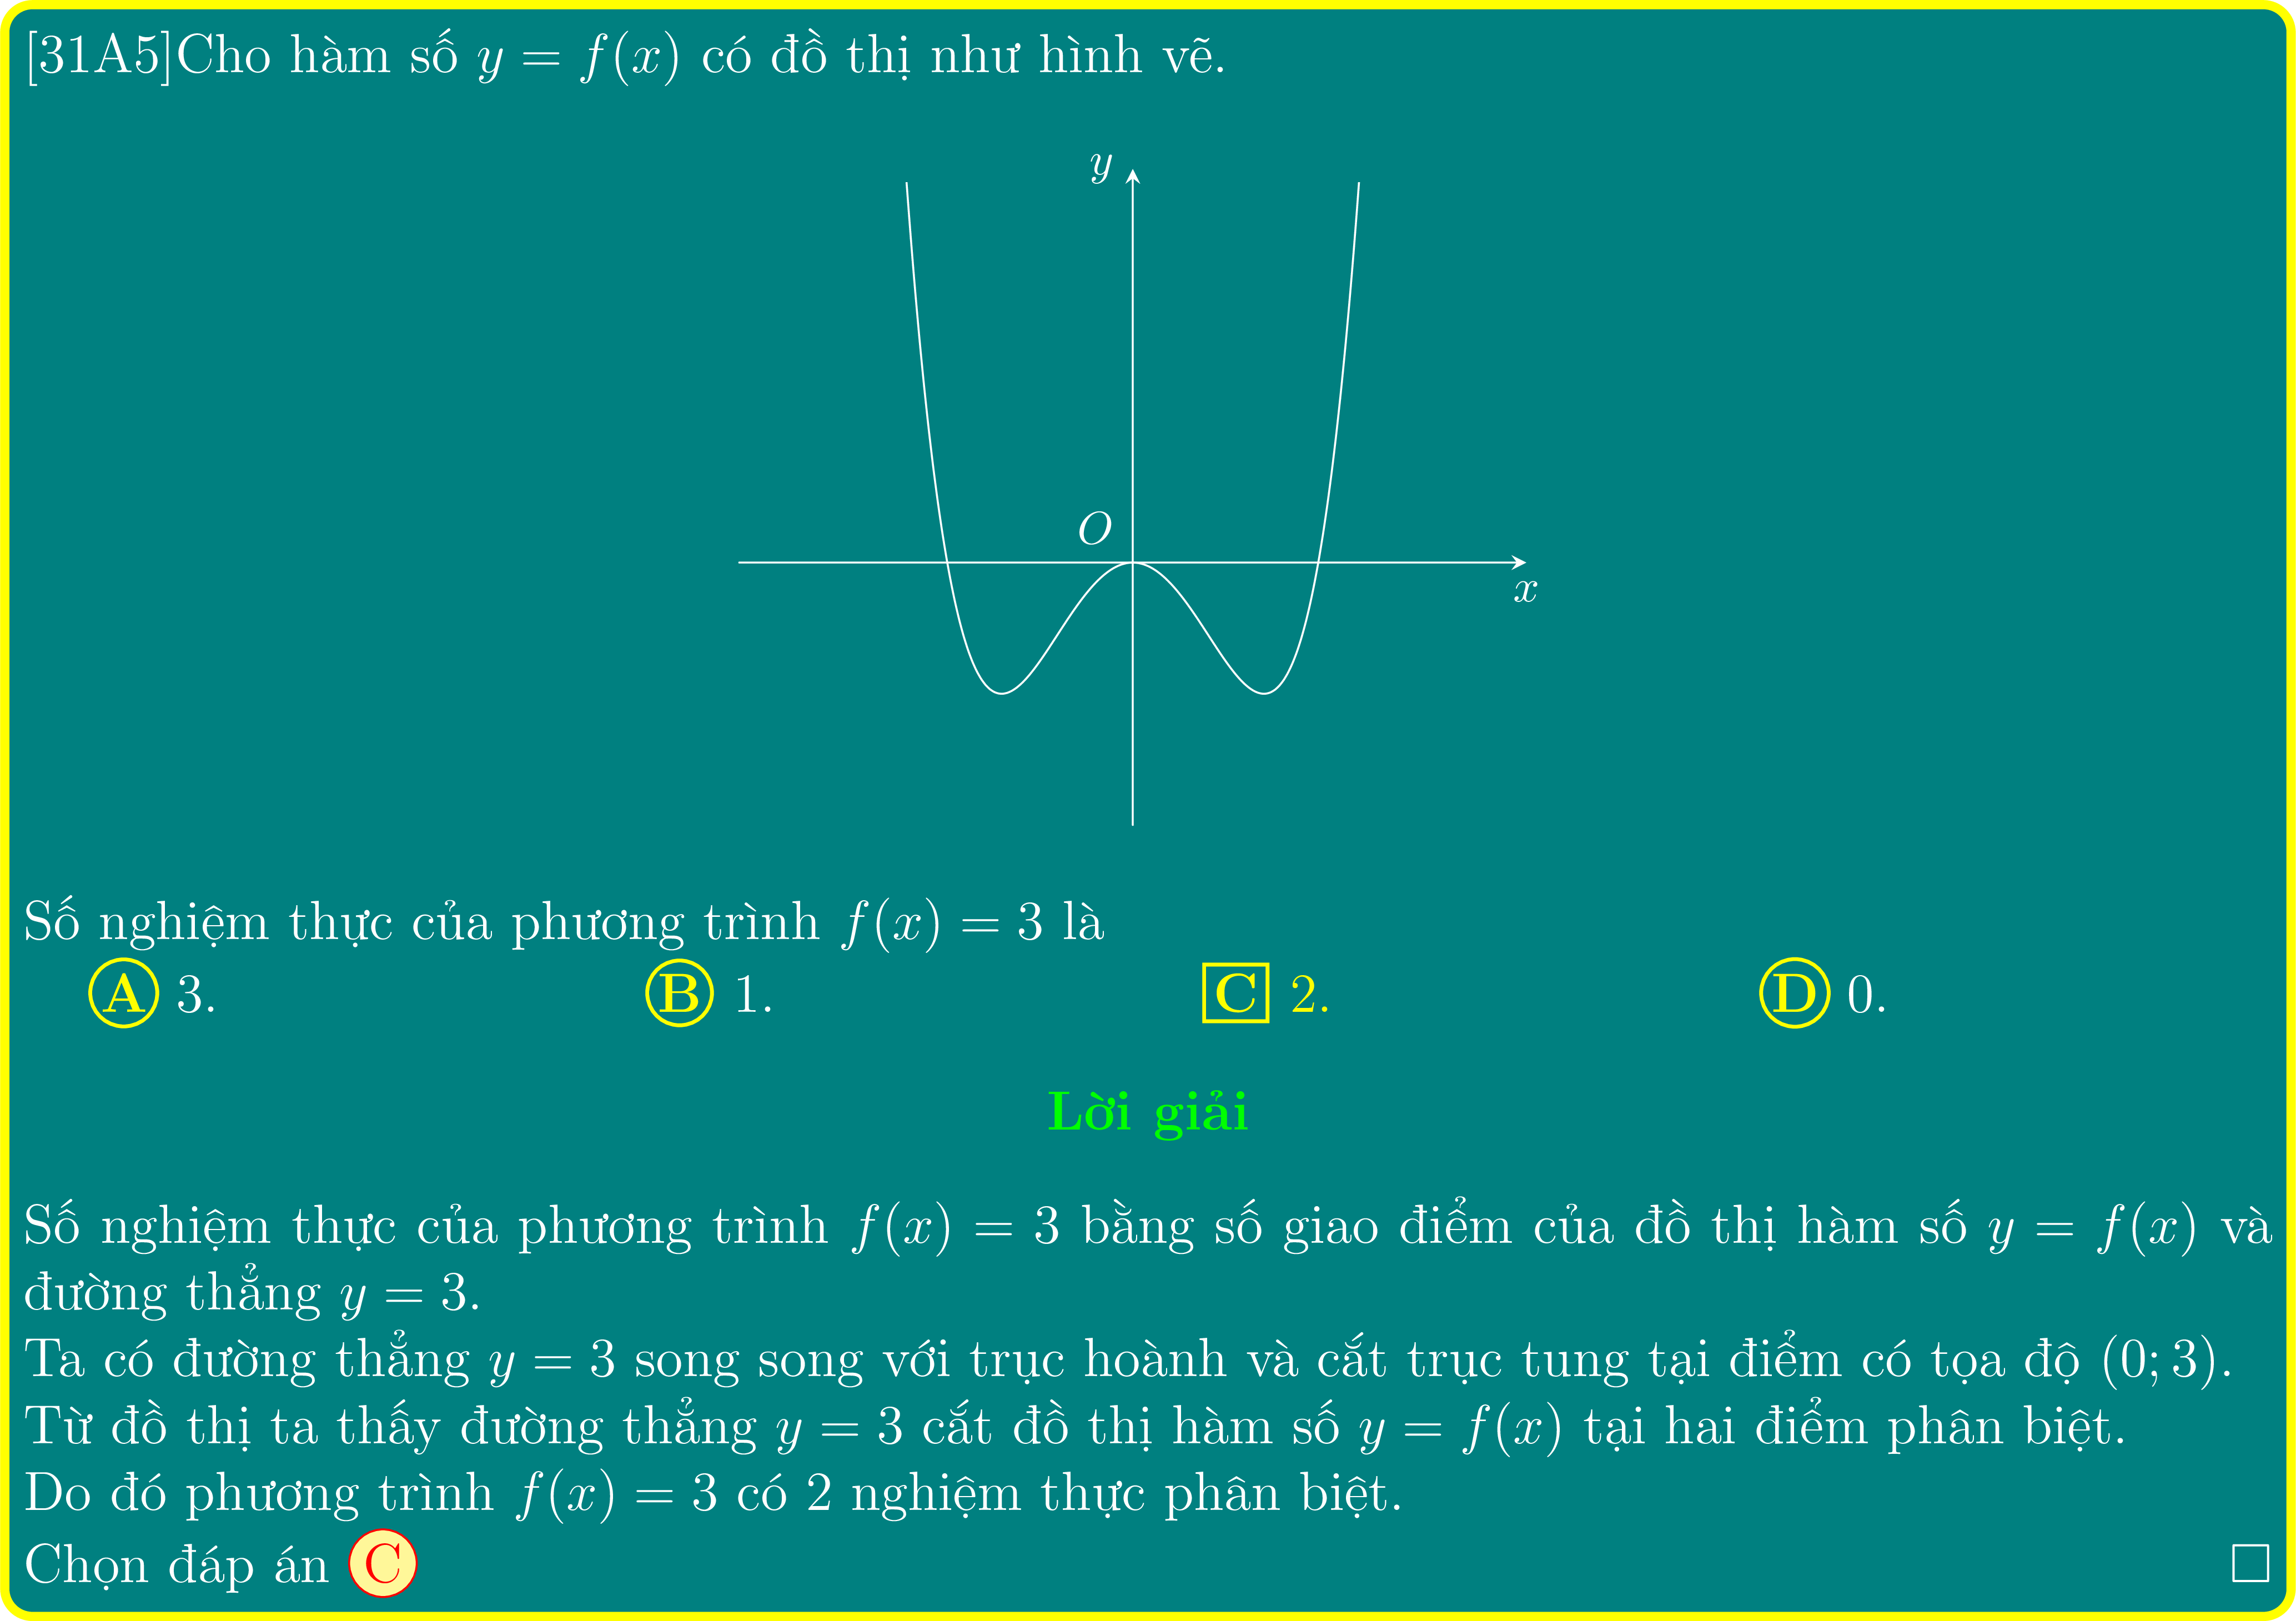 [31A5]Cho hàm số y = f(x) có đồ thị như hình vẽ.
y
O
x
Số nghiệm thực của phương trình f(x) = 3 là
A 3. B 1. C 2. D 0.
Lời giải
Số nghiệm thực của phương trình f(x) = 3 bằng số giao điểm của đồ thị hàm số y = f(x) và
đường thẳng y = 3.
Ta có đường thẳng y = 3 song song với trục hoành và cắt trục tung tại điểm có tọa độ (0; 3).
Từ đồ thị ta thấy đường thẳng y = 3 cắt đồ thị hàm số y = f(x) tại hai điểm phân biệt.
Do đó phương trình f(x) = 3 có 2 nghiệm thực phân biệt.
Chọn đáp án C □